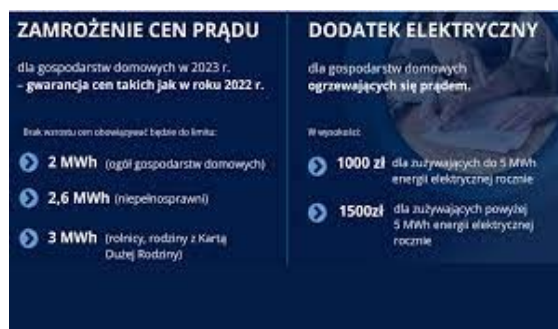 ZAMROŻENIE CEN PRĄDU
dla gospodarstw domowych w 2023 r.
– gwarancja cen takich jak w roku 2022 r.
Brak wzrostu cen obowiązywać będzie do limitu:
2 MWh (ogół gospodarstw domowych)
2,6 MWh (niepełnosprawni)
3 MWh (rolnicy, rodziny z Kartą
Dużej Rodziny)
DODATEK ELEKTRYCZNY
dla gospodarstw domowych
ogrzewających się prądem.
W wysokości:
1000 zł dla zużywających do 5 MWh
energii elektrycznej rocznie
1500zł dla zużywających powyżej
5 MWh energii elektrycznej
rocznie